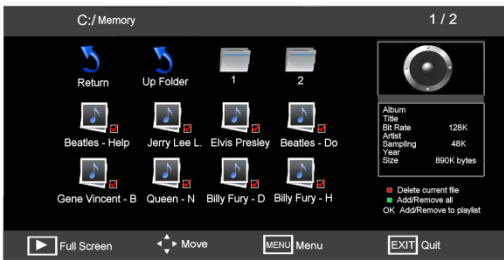 C:/ Memory
1 / 2
Return
Up Folder
1
2
Beatles - Help
Jerry Lee L.
Elvis Presley
Beatles - Do
Gene Vincent - B
Queen - N
Billy Fury - D
Billy Fury - H
Album
Title
Bit Rate 128K
Artist
Sampling 48K
Year
Size 890K bytes
Delete current file
Add/Remove all
OK Add/Remove to playlist
Full Screen
Move
MENU Menu
EXIT Quit